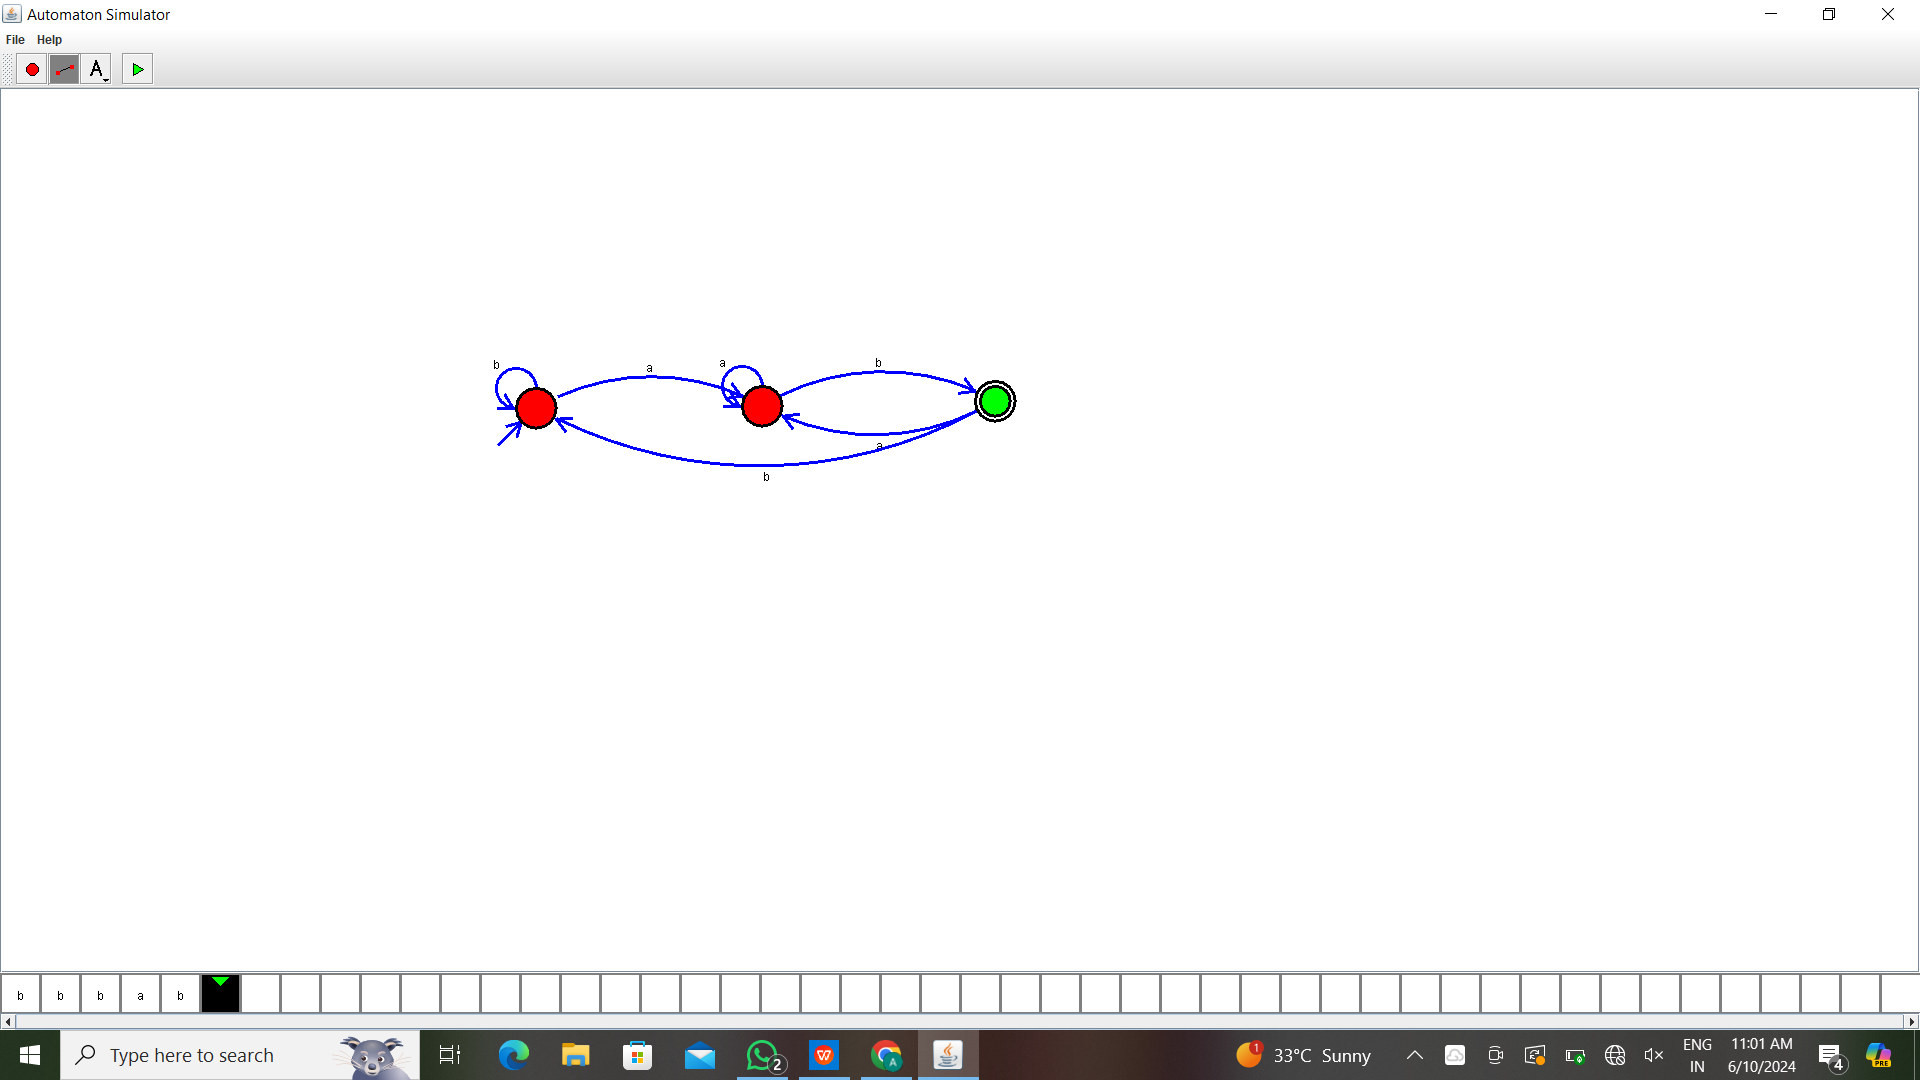 Automaton Simulator
File Help
A
b a a b
a
b
b b b a b
Type here to search
2
W
A
1
33°C Sunny
ENG
IN
11:01 AM
6/10/2024
4
PRE